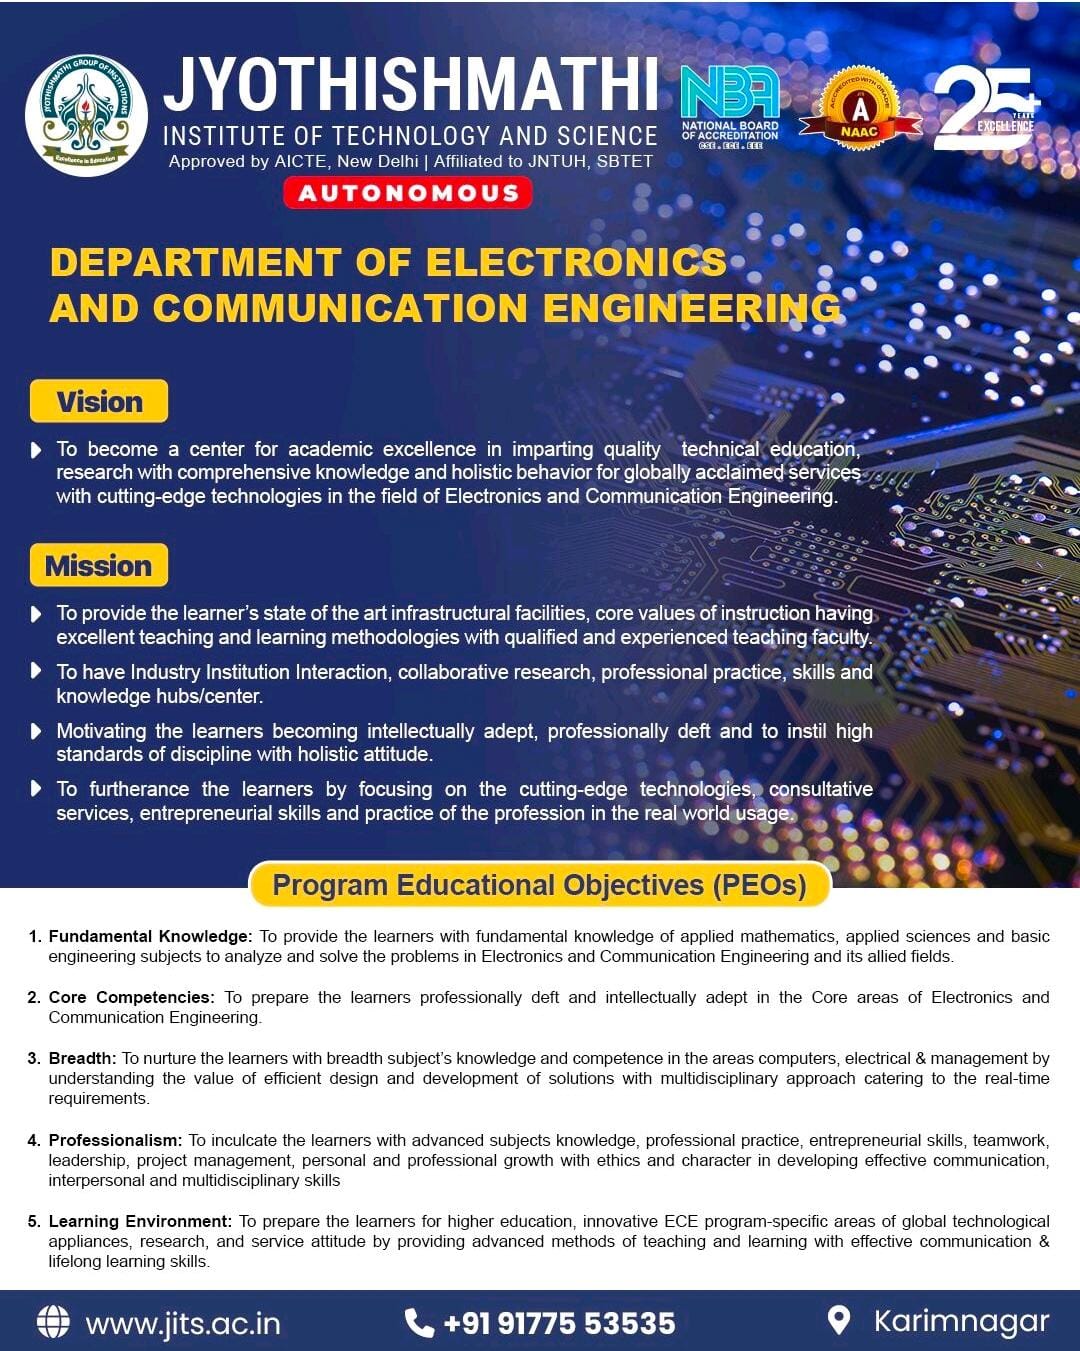 JYOTHISHMATHI GROUP OF INSTITUTIONS
Excellence in Education
JYOTHISHMATHI
INSTITUTE OF TECHNOLOGY AND SCIENCE
Approved by AICTE, New Delhi | Affiliated to JNTUH, SBTET
AUTONOMOUS
NBA
NATIONAL BOARD
OF ACCREDITATION
CSE . ECE . EEE
ACCREDITED WITH GRADE
A
NAAC
25+
YEARS
EXCELLENCE
DEPARTMENT OF ELECTRONICS
AND COMMUNICATION ENGINEERING
Vision
To become a center for academic excellence in imparting quality technical education,
research with comprehensive knowledge and holistic behavior for globally acclaimed services
with cutting-edge technologies in the field of Electronics and Communication Engineering.
Mission
To provide the learner's state of the art infrastructural facilities, core values of instruction having
excellent teaching and learning methodologies with qualified and experienced teaching faculty.
To have Industry Institution Interaction, collaborative research, professional practice, skills and
knowledge hubs/center.
Motivating the learners becoming intellectually adept, professionally deft and to instil high
standards of discipline with holistic attitude.
To furtherance the learners by focusing on the cutting-edge technologies, consultative
services, entrepreneurial skills and practice of the profession in the real world usage.
Program Educational Objectives (PEOs)
1. Fundamental Knowledge: To provide the learners with fundamental knowledge of applied mathematics, applied sciences and basic
engineering subjects to analyze and solve the problems in Electronics and Communication Engineering and its allied fields.
2. Core Competencies: To prepare the learners professionally deft and intellectually adept in the Core areas of Electronics and
Communication Engineering.
3. Breadth: To nurture the learners with breadth subject's knowledge and competence in the areas computers, electrical & management by
understanding the value of efficient design and development of solutions with multidisciplinary approach catering to the real-time
requirements.
4. Professionalism: To inculcate the learners with advanced subjects knowledge, professional practice, entrepreneurial skills, teamwork,
leadership, project management, personal and professional growth with ethics and character in developing effective communication,
interpersonal and multidisciplinary skills
5. Learning Environment: To prepare the learners for higher education, innovative ECE program-specific areas of global technological
appliances, research, and service attitude by providing advanced methods of teaching and learning with effective communication &
lifelong learning skills.
www.jits.ac.in
+91 91775 53535
Karimnagar